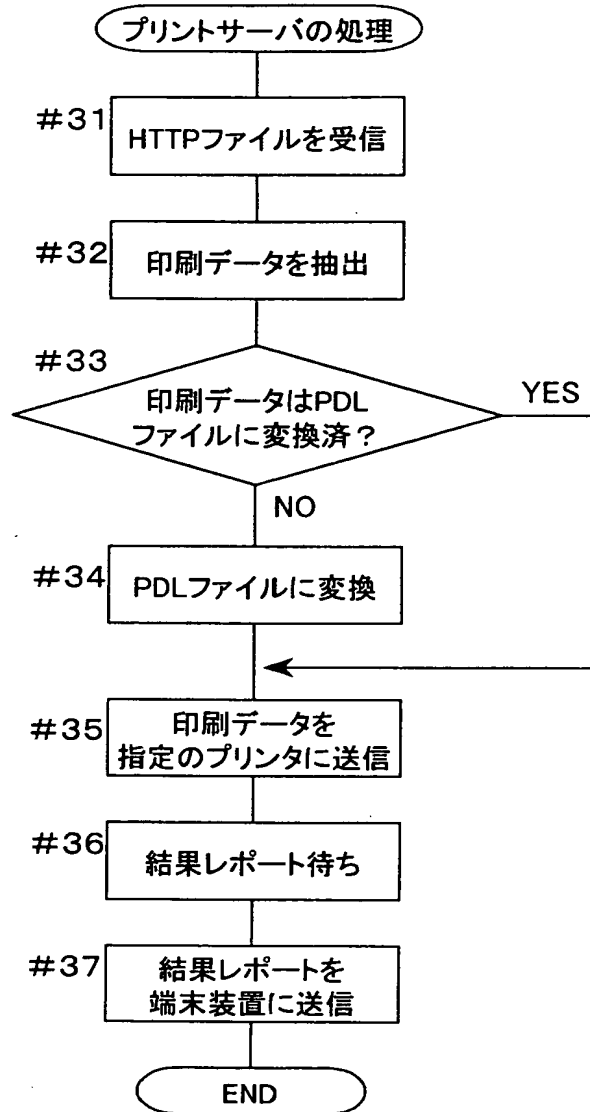 プリントサーバの処理
#31
HTTPファイルを受信
#32
印刷データを抽出
#33
印刷データはPDL
ファイルに変換済?
YES
NO
#34
PDLファイルに変換
#35
印刷データを
指定のプリンタに送信
#36
結果レポート待ち
#37
結果レポートを
端末装置に送信
END